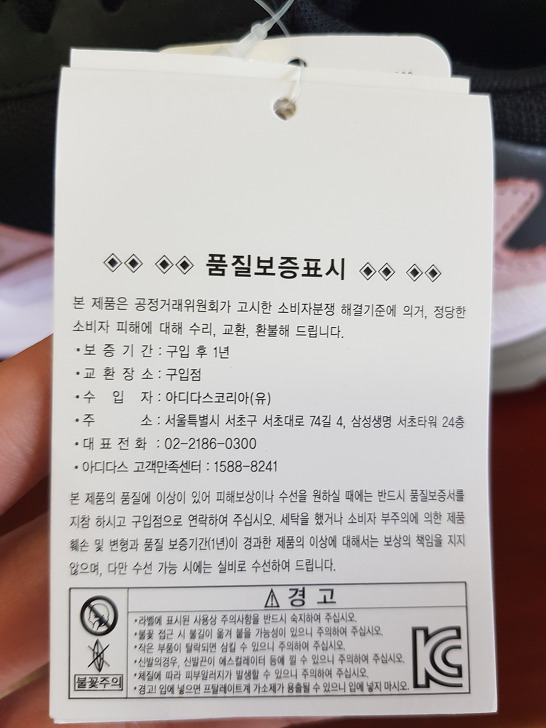 ◈◈ ◈◈ 품질보증표시 ◈◈ ◈◈
본 제품은 공정거래위원회가 고시한 소비자분쟁 해결기준에 의거, 정당한
소비자 피해에 대해 수리, 교환, 환불해 드립니다.
•보 증 기 간 : 구입 후 1년
•교 환 장 소 : 구입점
•수 입 자 : 아디다스코리아(유)
•주 소 : 서울특별시 서초구 서초대로 74길 4, 삼성생명 서초타워 24층
•대 표 전 화 : 02-2186-0300
•아디다스 고객만족센터 : 1588-8241
본 제품의 품질에 이상이 있어 피해보상이나 수선을 원하실 때에는 반드시 품질보증서를
지참 하시고 구입점으로 연락하여 주십시오. 세탁을 했거나 소비자 부주의에 의한 제품
훼손 및 변형과 품질 보증기간(1년)이 경과한 제품의 이상에 대해서는 보상의 책임을 지지
않으며, 다만 수선 가능 시에는 실비로 수선하여 드립니다.
⚠ 경 고
•라벨에 표시된 사용상 주의사항을 반드시 숙지하여 주십시오.
•불꽃 접근 시 불길이 옮겨 붙을 가능성이 있으니 주의하여 주십시오.
•작은 부품이 탈락되면 삼킬 수 있으니 주의하여 주십시오.
•신발의경우, 신발끈이 에스컬레이터 등에 낄 수 있으니 주의하여 주십시오.
•체질에 따라 피부알러지가 발생할 수 있으니 주의하여 주십시오.
•경고! 입에 넣으면 프탈레이트계 가소제가 용출될 수 있으니 입에 넣지 마시오.
불꽃주의
KC